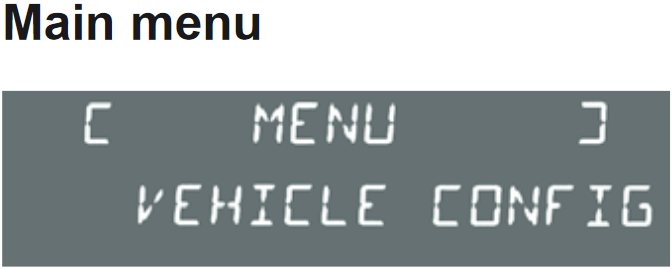 Main menu
[ MENU ]
VEHICLE CONFIG